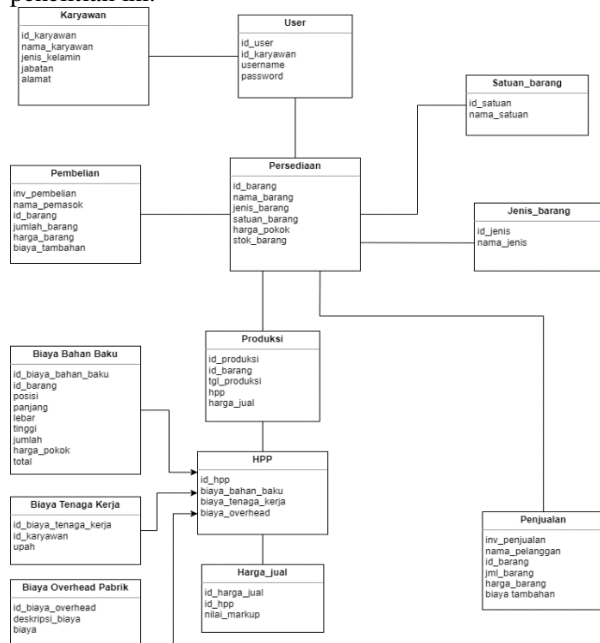 penelitian ini.
Karyawan
id_karyawan
nama_karyawan
jenis_kelamin
jabatan
alamat
User
id_user
id_karyawan
username
password
Satuan_barang
id_satuan
nama_satuan
Pembelian
inv_pembelian
nama_pemasok
id_barang
jumlah_barang
harga_barang
biaya_tambahan
Persediaan
id_barang
nama_barang
jenis_barang
satuan_barang
harga_pokok
stok_barang
Jenis_barang
id_jenis
nama_jenis
Biaya Bahan Baku
id_biaya_bahan_baku
id_barang
posisi
panjang
lebar
tinggi
jumlah
harga_pokok
total
Produksi
id_produksi
id_barang
tgl_produksi
hpp
harga_jual
HPP
id_hpp
biaya_bahan_baku
biaya_tenaga_kerja
biaya_overhead
Biaya Tenaga Kerja
id_biaya_tenaga_kerja
id_karyawan
upah
Penjualan
inv_penjualan
nama_pelanggan
id_barang
jml_barang
harga_barang
biaya tambahan
Biaya Overhead Pabrik
id_biaya_overhead
deskripsi_biaya
biaya
Harga_jual
id_harga_jual
id_hpp
nilai_markup